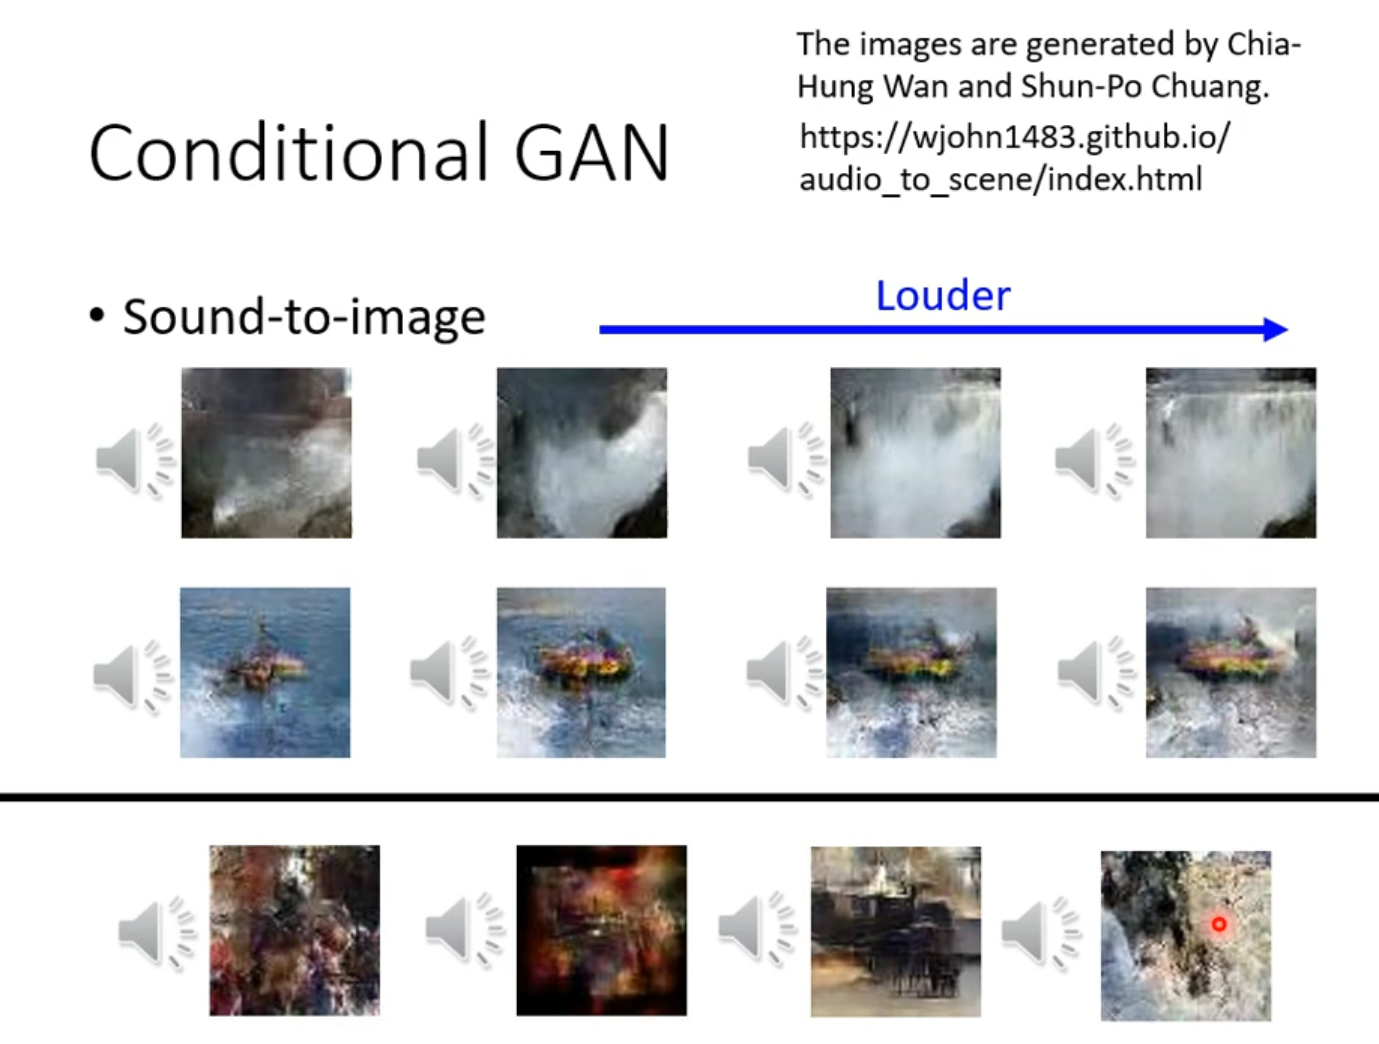 The images are generated by Chia-
Hung Wan and Shun-Po Chuang.
https://wjohn1483.github.io/
audio_to_scene/index.html
Conditional GAN
• Sound-to-image
Louder